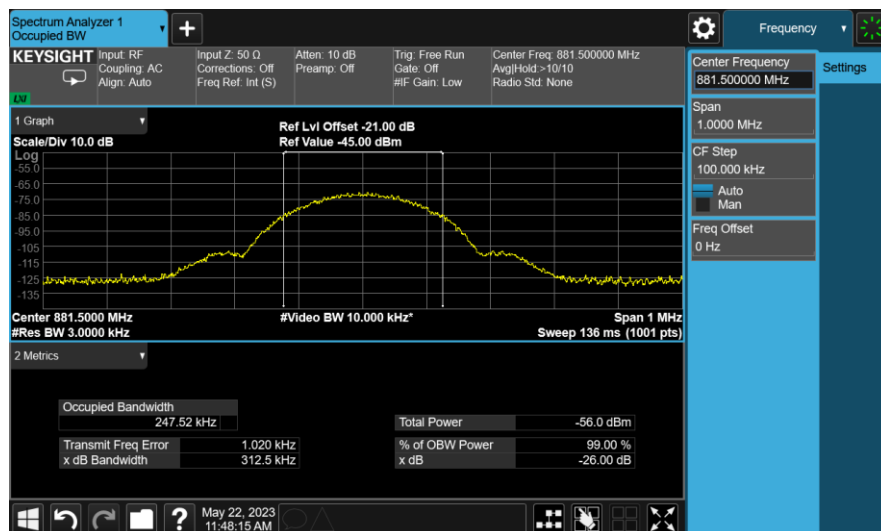 Spectrum Analyzer 1
Occupied BW
+
Frequency
KEYSIGHT
Input: RF
Coupling: AC
Align: Auto
Input Z: 50 Ω
Corrections: Off
Freq Ref: Int (S)
Atten: 10 dB
Preamp: Off
Trig: Free Run
Gate: Off
#IF Gain: Low
Center Freq: 881.500000 MHz
Avg|Hold:>10/10
Radio Std: None
LXI
Center Frequency
881.500000 MHz
Settings
Span
1.0000 MHz
CF Step
100.000 kHz
Auto
Man
Freq Offset
0 Hz
1 Graph
Scale/Div 10.0 dB
Ref Lvl Offset -21.00 dB
Ref Value -45.00 dBm
Log
-55.0
-65.0
-75.0
-85.0
-95.0
-105
-115
-125
-135
Center 881.5000 MHz
#Video BW 10.000 kHz*
Span 1 MHz
#Res BW 3.0000 kHz
Sweep 136 ms (1001 pts)
2 Metrics
Occupied Bandwidth
247.52 kHz
Total Power -56.0 dBm
Transmit Freq Error 1.020 kHz
% of OBW Power 99.00 %
x dB Bandwidth 312.5 kHz
x dB -26.00 dB
?
May 22, 2023
11:48:15 AM